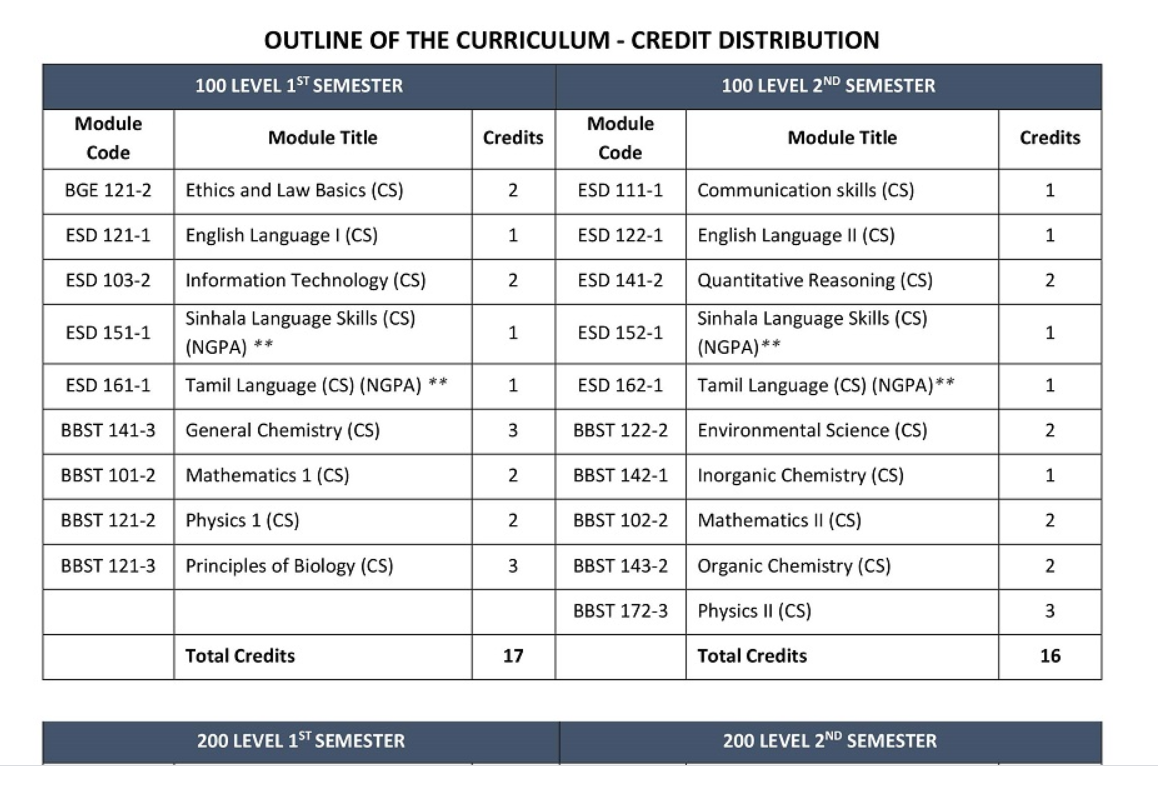 OUTLINE OF THE CURRICULUM - CREDIT DISTRIBUTION
100 LEVEL 1ST SEMESTER 100 LEVEL 2ND SEMESTER
Module Code Module Title Credits Module Code Module Title Credits
BGE 121-2 Ethics and Law Basics (CS) 2 ESD 111-1 Communication skills (CS) 1
ESD 121-1 English Language I (CS) 1 ESD 122-1 English Language II (CS) 1
ESD 103-2 Information Technology (CS) 2 ESD 141-2 Quantitative Reasoning (CS) 2
ESD 151-1 Sinhala Language Skills (CS) (NGPA) ** 1 ESD 152-1 Sinhala Language Skills (CS) (NGPA)** 1
ESD 161-1 Tamil Language (CS) (NGPA) ** 1 ESD 162-1 Tamil Language (CS) (NGPA)** 1
BBST 141-3 General Chemistry (CS) 3 BBST 122-2 Environmental Science (CS) 2
BBST 101-2 Mathematics 1 (CS) 2 BBST 142-1 Inorganic Chemistry (CS) 1
BBST 121-2 Physics 1 (CS) 2 BBST 102-2 Mathematics II (CS) 2
BBST 121-3 Principles of Biology (CS) 3 BBST 143-2 Organic Chemistry (CS) 2
BBST 172-3 Physics II (CS) 3
Total Credits 17 Total Credits 16
200 LEVEL 1ST SEMESTER 200 LEVEL 2ND SEMESTER